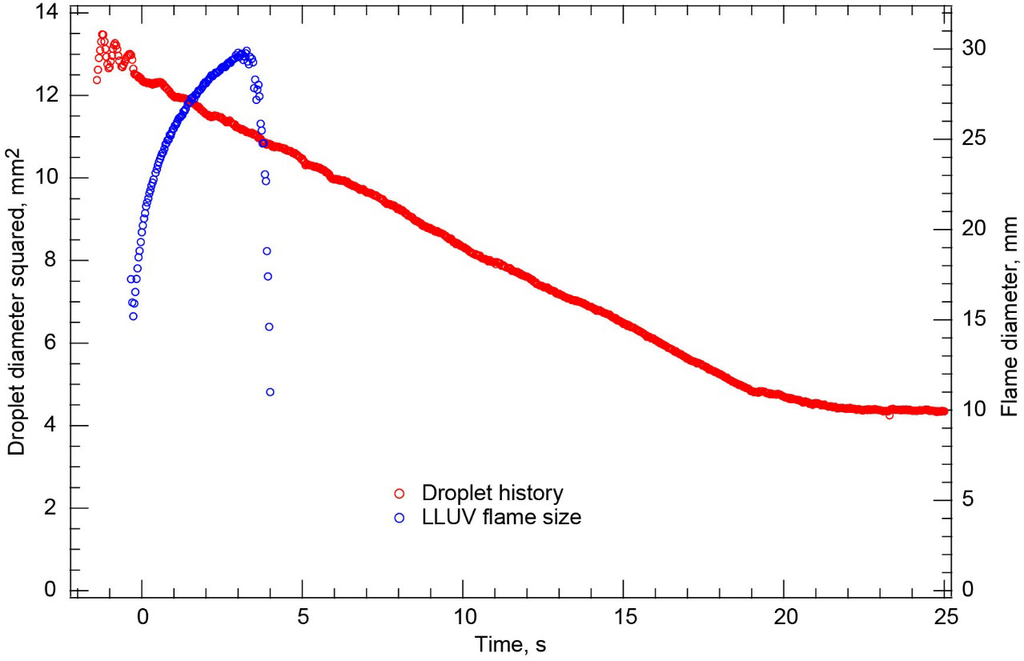 14
12
10
8
6
4
2
0
Droplet diameter squared, mm2
30
25
20
15
10
5
0
Flame diameter, mm
Droplet history
LLUV flame size
0 5 10 15 20 25
Time, s